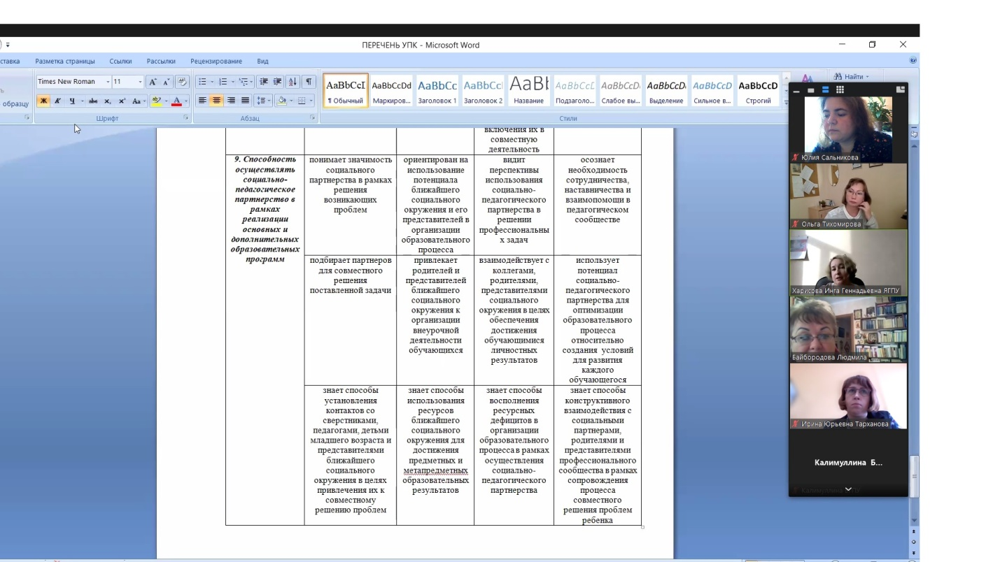 ПЕРЕЧЕНЬ УПК - Microsoft Word
ставка Разметка страницы Ссылки Рассылки Рецензирование Вид
Times New Roman 11
образцу
Шрифт
Абзац
AaBbCcI AaBbCcDd AaBbCc AaBbCcI AaBI AaBbCcL AaBbCcDi AaBbCcDi AaBbCcD AaBbCcD
¶ Обычный Маркиров... Заголовок 1 Заголовок 2 Название Подзаголо... Слабое вы... Выделение Сильное в... Строгий
Стили
Найти
включения их в
совместную
деятельность
9. Способность
осуществлять
социально-
педагогическое
партнерство в
рамках
реализации
основных и
дополнительных
образовательных
программ
понимает значимость
социального
партнерства в рамках
решения
возникающих
проблем
ориентирован на
использование
потенциала
ближайшего
социального
окружения и его
представителей в
организации
образовательного
процесса
видит
перспективы
использования
социально-
педагогического
партнерства в
решении
профессиональны
х задач
осознает
необходимость
сотрудничества,
наставничества и
взаимопомощи в
педагогическом
сообществе
подбирает партнеров
для совместного
решения
поставленной задачи
привлекает
родителей и
представителей
ближайшего
социального
окружения к
организации
внеурочной
деятельности
обучающихся
взаимодействует с
коллегами,
родителями,
представителями
социального
окружения в целях
обеспечения
достижения
обучающимися
личностных
результатов
использует
потенциал
социально-
педагогического
партнерства для
оптимизации
образовательного
процесса
относительно
создания условий
для развития
каждого
обучающегося
знает способы
установления
контактов со
сверстниками,
педагогами, детьми
младшего возраста и
представителями
ближайшего
социального
окружения в целях
привлечения их к
совместному
решению проблем
знает способы
использования
ресурсов
ближайшего
социального
окружения для
достижения
предметных и
метапредметных
образовательных
результатов
знает способы
восполнения
ресурсных
дефицитов в
организации
образовательного
процесса в рамках
осуществления
социально-
педагогического
партнерства
знает способы
конструктивного
взаимодействия с
социальными
партнерами,
родителями и
представителями
профессионального
сообщества в рамках
сопровождения
процесса
совместного
решения проблем
ребенка
Юлия Сальникова
Ольга Тихомирова
Харисова Инга Геннадьевна ЯГПУ
Байбородова Людмила
Ирина Юрьевна Тарханова
Калимуллина Б...